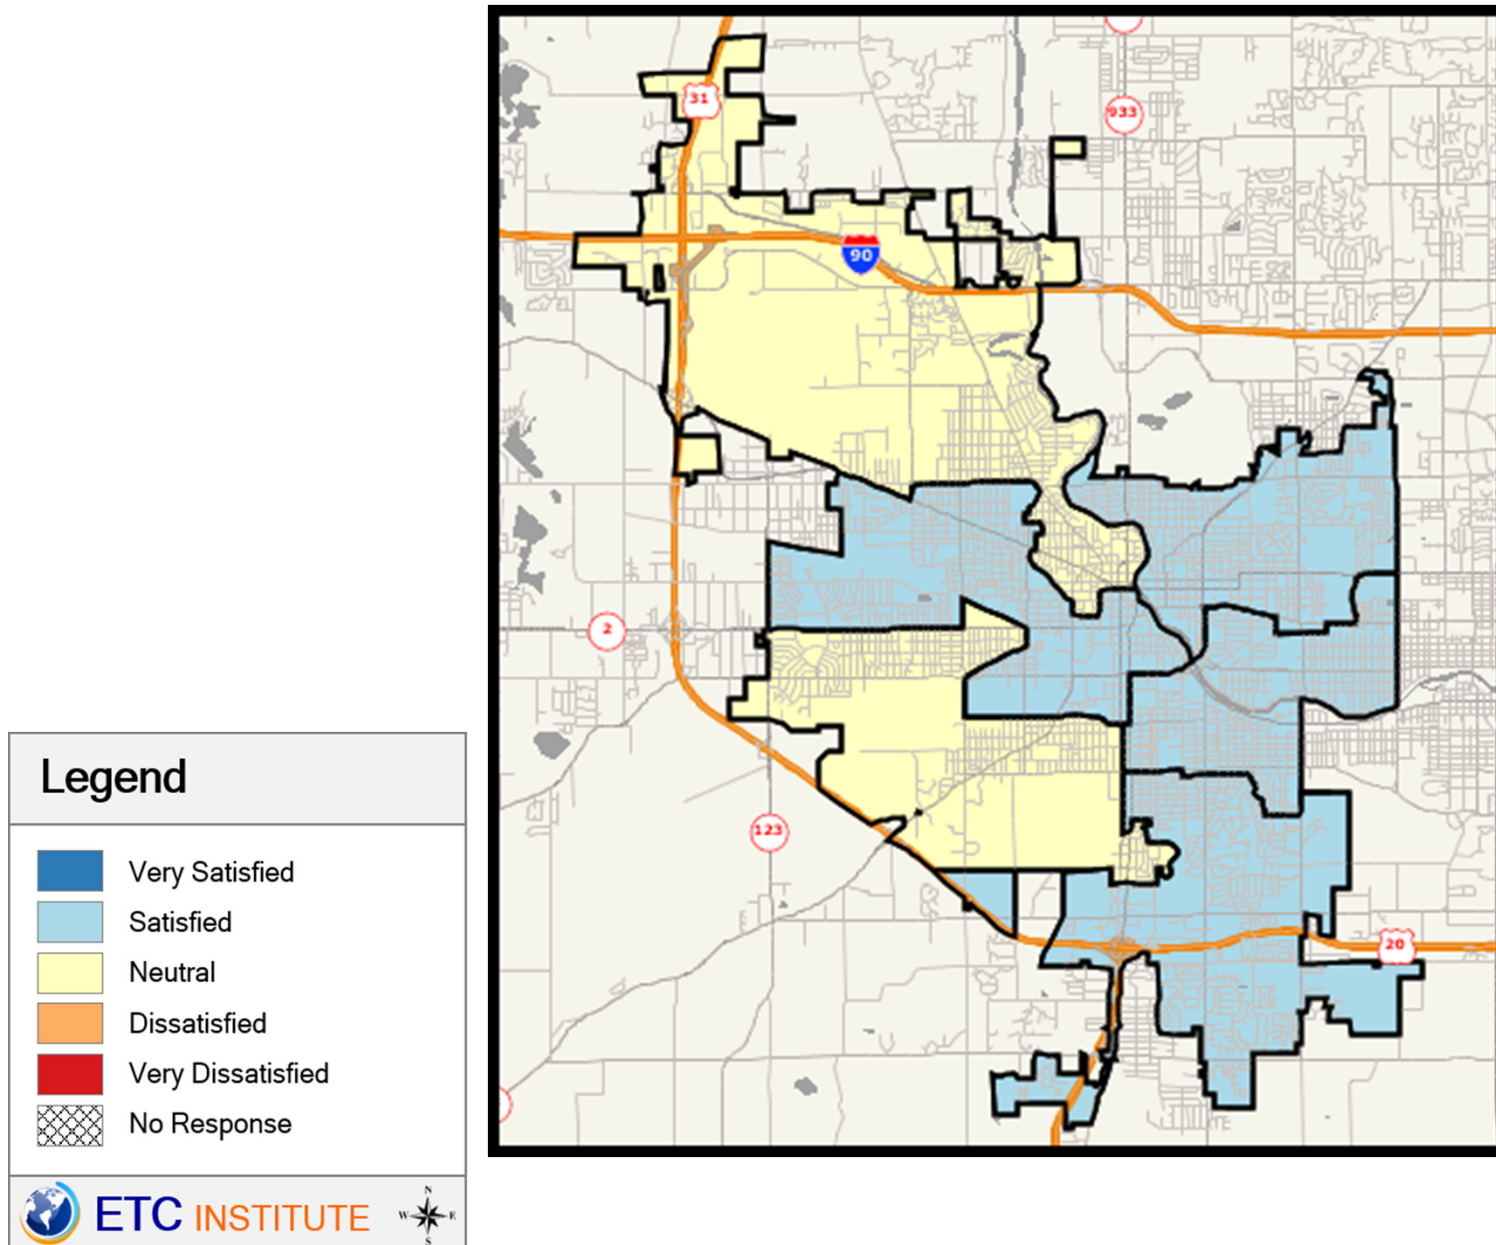 31
933
90
2
123
20
Legend
Very Satisfied
Satisfied
Neutral
Dissatisfied
Very Dissatisfied
No Response
ETC INSTITUTE
N
W E
S